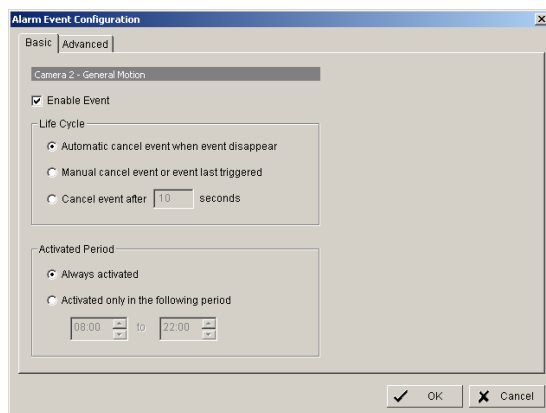 Alarm Event Configuration
Basic Advanced
Camera 2 - General Motion
Enable Event
Life Cycle
Automatic cancel event when event disappear
Manual cancel event or event last triggered
Cancel event after 10 seconds
Activated Period
Always activated
Activated only in the following period
08:00 to 22:00
OK Cancel